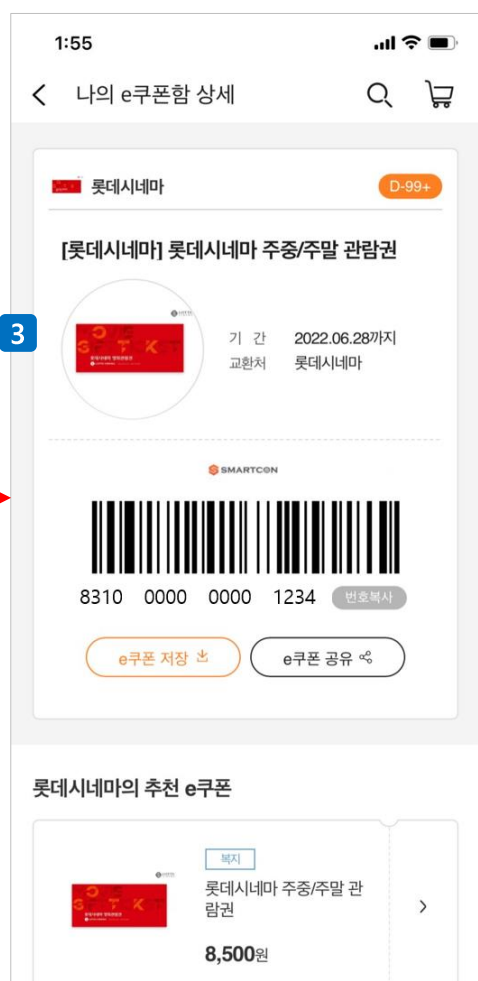 1:55
나의 e쿠폰함 상세
롯데시네마
D-99+
[롯데시네마] 롯데시네마 주중/주말 관람권
3
기 간 2022.06.28까지
교환처 롯데시네마
SMARTCON
8310 0000 0000 1234 번호복사
e쿠폰 저장
e쿠폰 공유
롯데시네마의 추천 e쿠폰
복지
롯데시네마 주중/주말 관
람권
8,500원